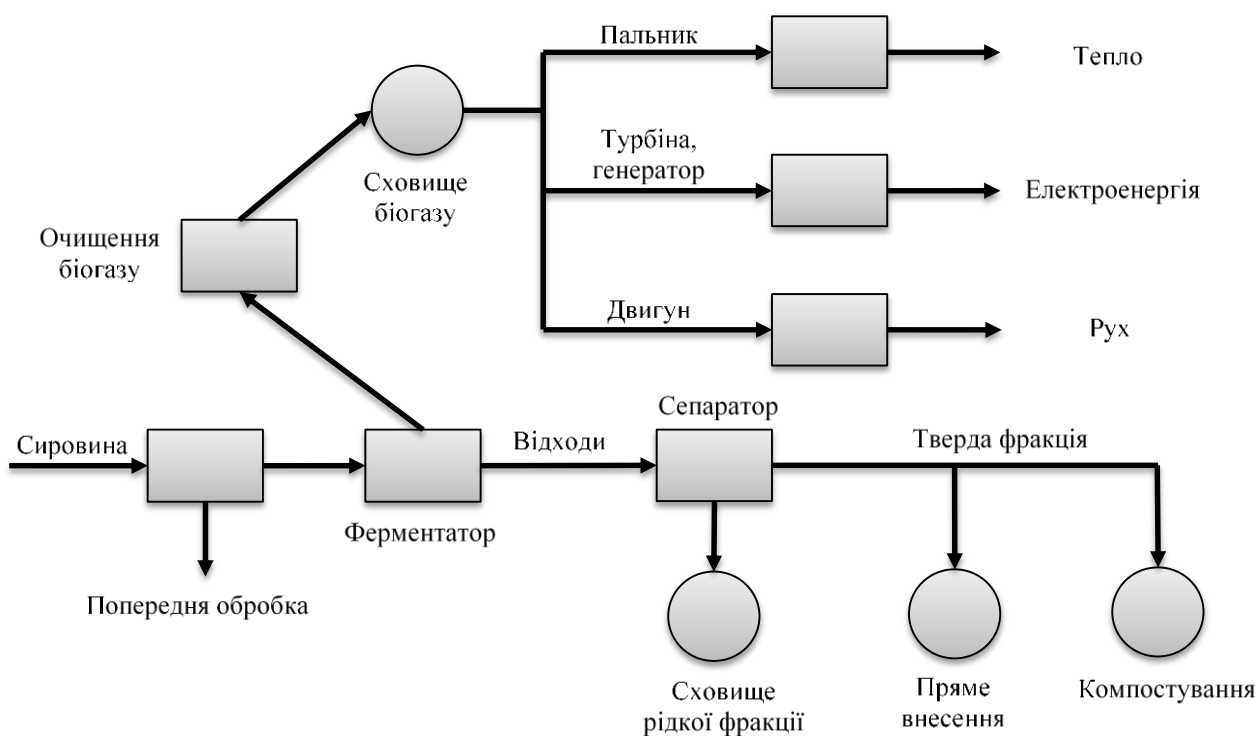 Пальник
Тепло
Турбіна,
генератор
Електроенергія
Сховище
біогазу
Очищення
біогазу
Двигун
Рух
Сировина
Ферментатор
Відходи
Сепаратор
Тверда фракція
Попередня обробка
Сховище
рідкої фракції
Пряме
внесення
Компостування